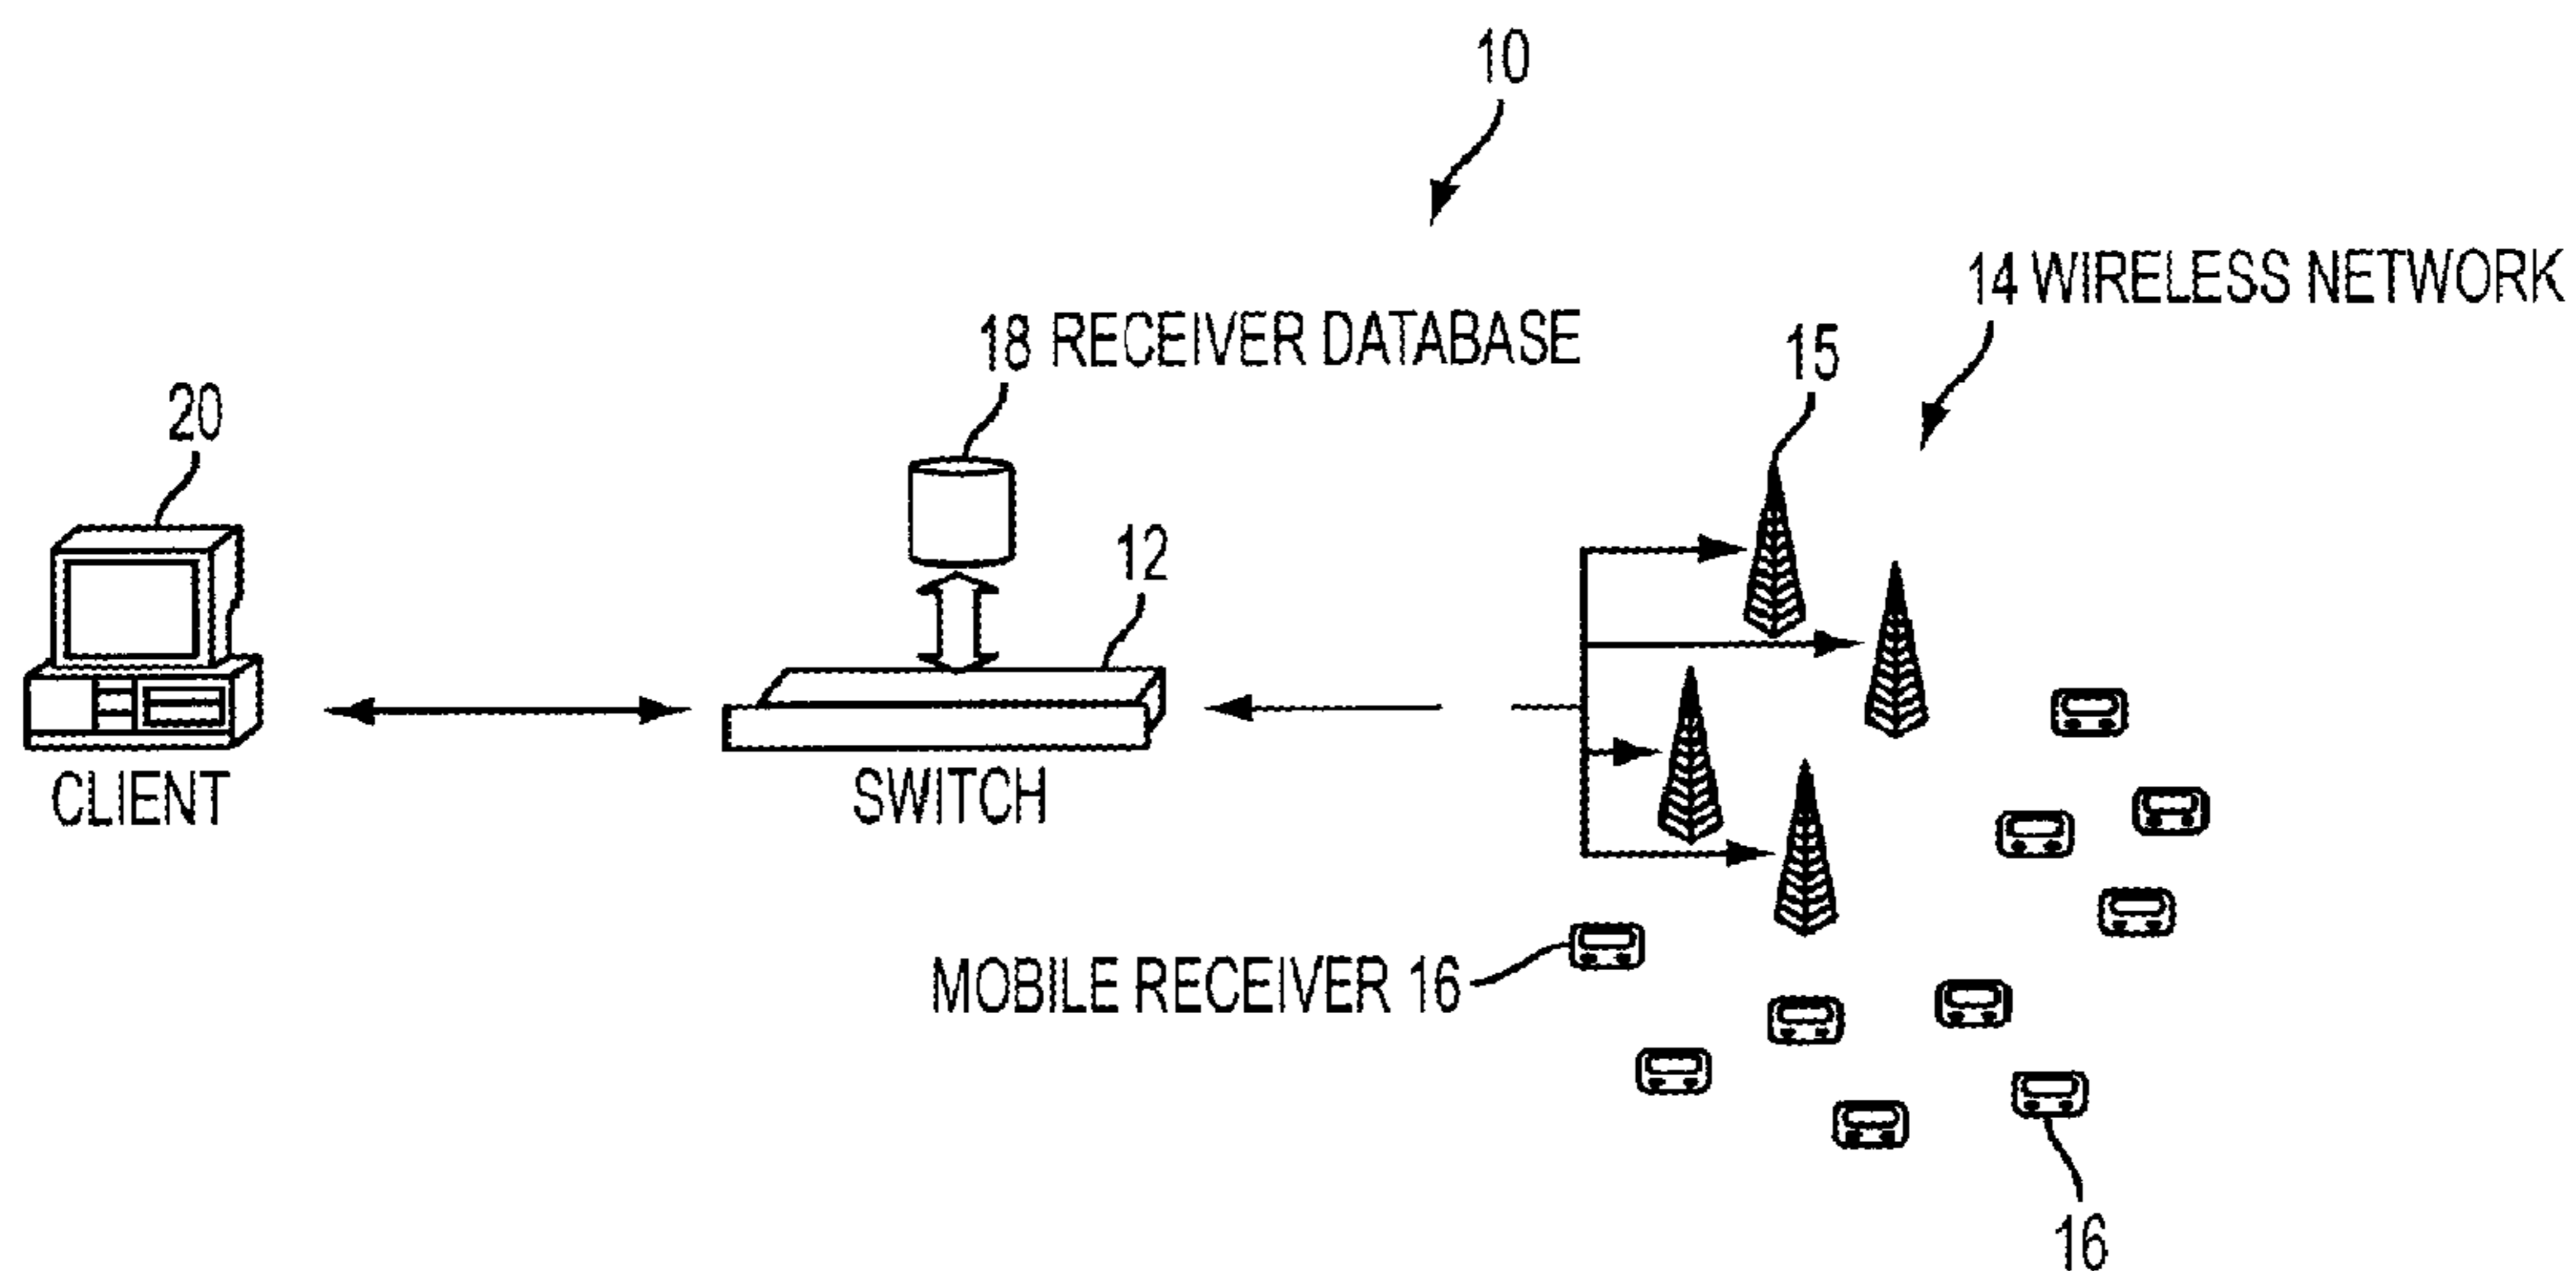 10
14 WIRELESS NETWORK
18 RECEIVER DATABASE
15
20
12
CLIENT
SWITCH
MOBILE RECEIVER 16
16